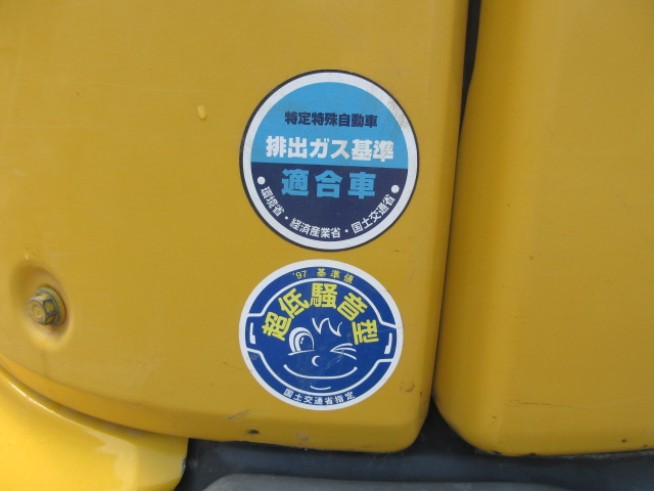 特定特殊自動車
排出ガス基準
適合車
・環境省・経済産業省・国土交通省・
'97 基準値
超低騒音型
国土交通省指定